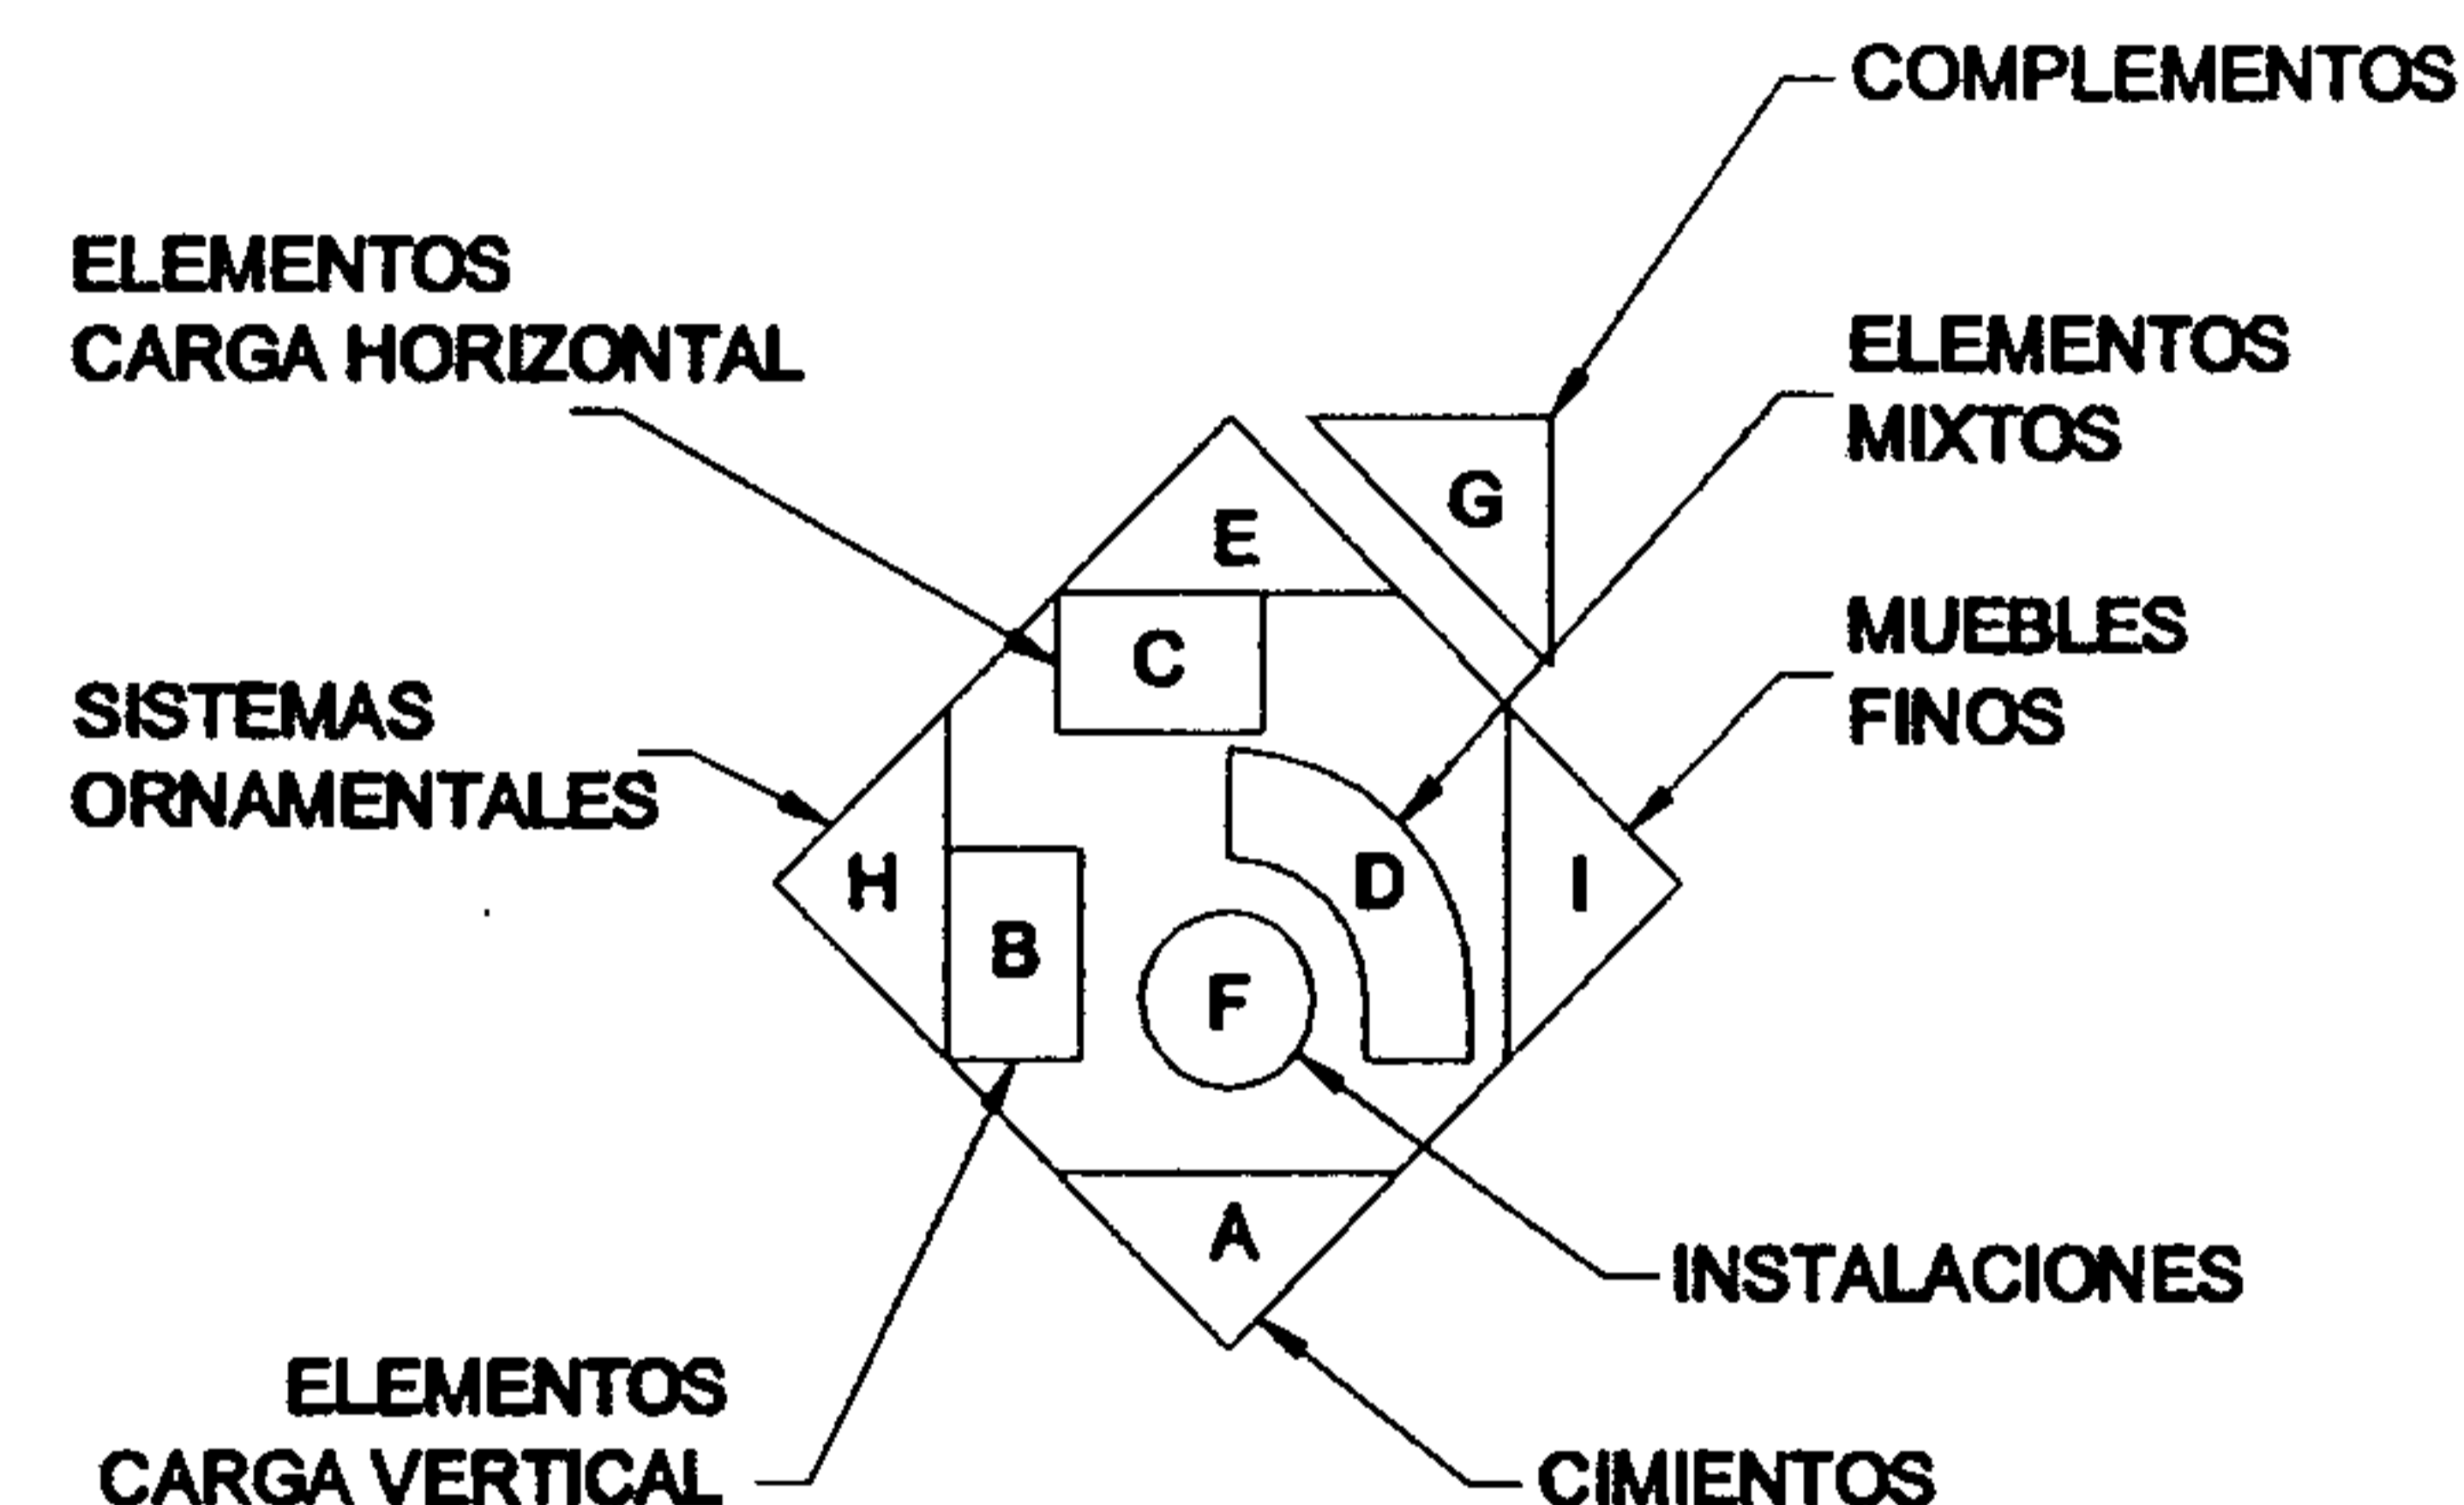 COMPLEMENTOS
ELEMENTOS
CARGA HORIZONTAL
ELEMENTOS
MIXTOS
G
E
MUEBLES
FINOS
C
SISTEMAS
ORNAMENTALES
H
D
I
B
F
A
INSTALACIONES
ELEMENTOS
CARGA VERTICAL
CIMIENTOS